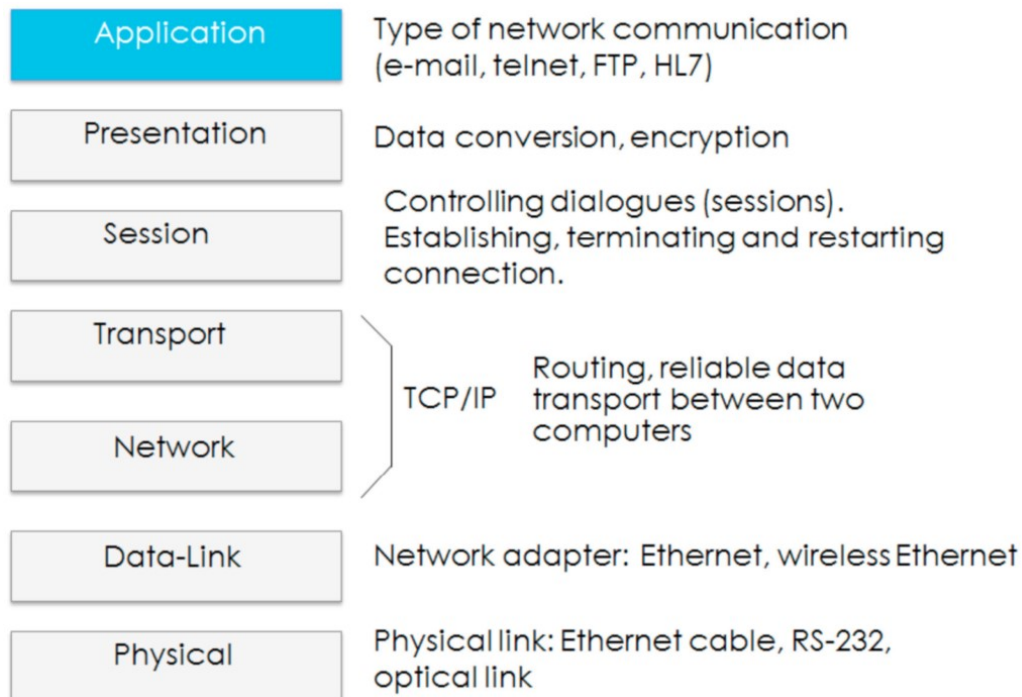 Application
Type of network communication
(e-mail, telnet, FTP, HL7)
Presentation
Data conversion, encryption
Session
Controlling dialogues (sessions).
Establishing, terminating and restarting
connection.
Transport
Network
TCP/IP
Routing, reliable data
transport between two
computers
Data-Link
Network adapter: Ethernet, wireless Ethernet
Physical
Physical link: Ethernet cable, RS-232,
optical link